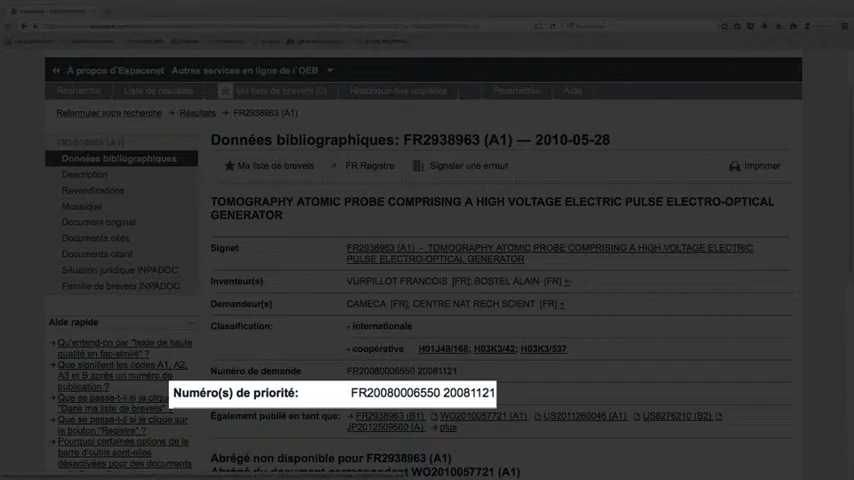 À propos d'Espacenet Autres services en ligne de l'OEB
Recherche Liste de résultats Ma liste de brevets (0) Historique des requêtes Paramètres Aide
Reformuler votre recherche → Résultats → FR2938963 (A1)
FR2938963 (A1)
Données bibliographiques: FR2938963 (A1) — 2010-05-28
Données bibliographiques
Description
Revendications
Mosaïque
Document original
Documents cités
Documents citant
Situation juridique INPADOC
Famille de brevets INPADOC
Ma liste de brevets FR Registre Signaler une erreur Imprimer
TOMOGRAPHY ATOMIC PROBE COMPRISING A HIGH VOLTAGE ELECTRIC PULSE ELECTRO-OPTICAL
GENERATOR
Signet FR2938963 (A1) - TOMOGRAPHY ATOMIC PROBE COMPRISING A HIGH VOLTAGE ELECTRIC
PULSE ELECTRO-OPTICAL GENERATOR
Inventeur(s) VURPILLOT FRANCOIS [FR]; BOSTEL ALAIN [FR] +
Demandeur(s) CAMECA [FR]; CENTRE NAT RECH SCIENT [FR] +
Classification: - internationale
- coopérative H01J49/168; H03K3/42; H03K3/537
Numéro de demande FR20080006550 20081121
Numéro(s) de priorité: FR20080006550 20081121
Également publié en tant que: FR2938963 (B1) WO2010057721 (A1) US2011260046 (A1) US8276210 (B2)
JP2012509560 (A) plus
Abrégé non disponible pour FR2938963 (A1)
Abrégé du document correspondant WO2010057721 (A1)
Aide rapide
Qu'entend-on par "texte de haute
qualité en fac-similé" ?
Que signifient les codes A1, A2,
A3 et B après un numéro de
publication ?
Que se passe-t-il si je clique
"Dans ma liste de brevets"
Que se passe-t-il si je clique sur
le bouton "Registre" ?
Pourquoi certaines options de la
barre d'outils sont-elles
désactivées pour des documents